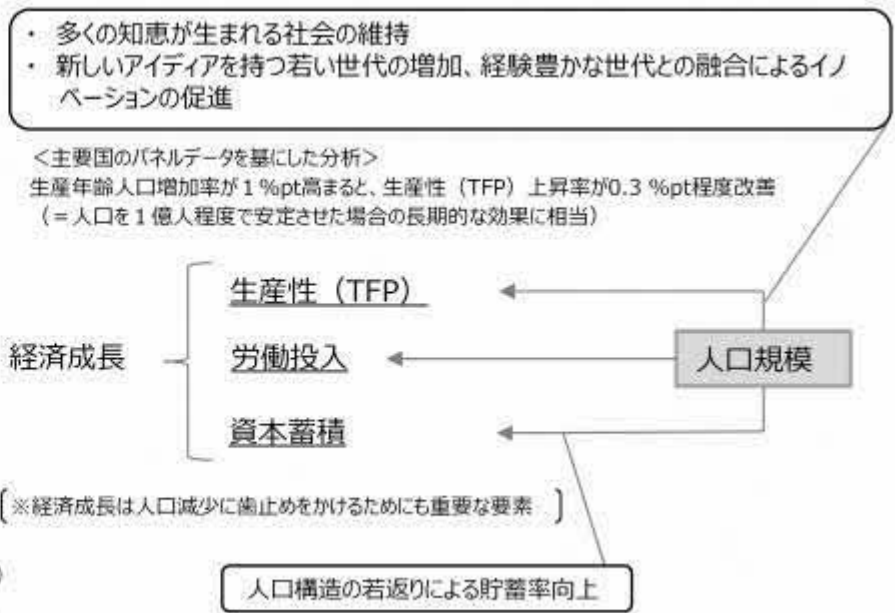 ・ 多くの知恵が生まれる社会の維持
・ 新しいアイディアを持つ若い世代の増加、経験豊かな世代との融合によるイノ
ベーションの促進
＜主要国のパネルデータを基にした分析＞
生産年齢人口増加率が１%pt高まると、生産性（TFP）上昇率が0.3 %pt程度改善
（＝人口を１億人程度で安定させた場合の長期的な効果に相当）
生産性（TFP）
経済成長
労働投入
人口規模
資本蓄積
※経済成長は人口減少に歯止めをかけるためにも重要な要素
人口構造の若返りによる貯蓄率向上